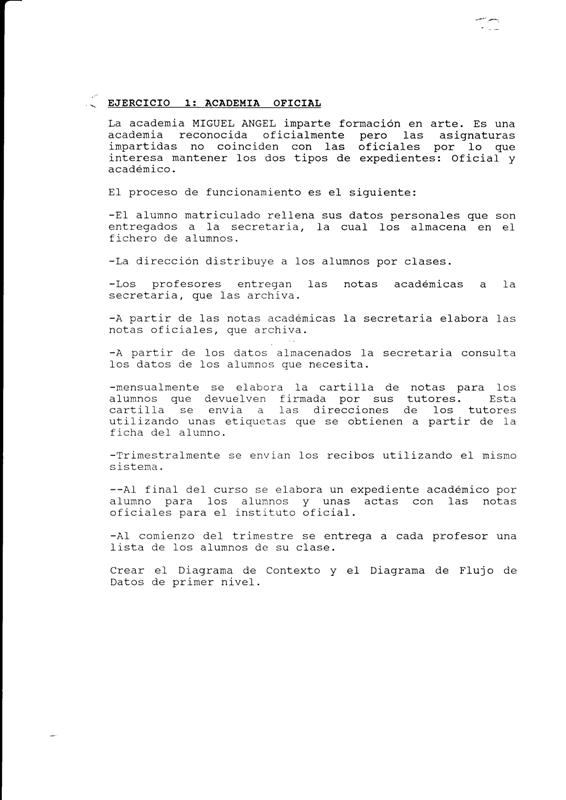 EJERCICIO 1: ACADEMIA OFICIAL
La academia MIGUEL ANGEL imparte formación en arte. Es una
academia reconocida oficialmente pero las asignaturas
impartidas no coinciden con las oficiales por lo que
interesa mantener los dos tipos de expedientes: Oficial y
académico.
El proceso de funcionamiento es el siguiente:
-El alumno matriculado rellena sus datos personales que son
entregados a la secretaria, la cual los almacena en el
fichero de alumnos.
-La dirección distribuye a los alumnos por clases.
-Los profesores entregan las notas académicas a la
secretaria, que las archiva.
-A partir de las notas académicas la secretaria elabora las
notas oficiales, que archiva.
-A partir de los datos almacenados la secretaria consulta
los datos de los alumnos que necesita.
-mensualmente se elabora la cartilla de notas para los
alumnos que devuelven firmada por sus tutores. Esta
cartilla se envia a las direcciones de los tutores
utilizando unas etiquetas que se obtienen a partir de la
ficha del alumno.
-Trimestralmente se envian los recibos utilizando el mismo
sistema.
--Al final del curso se elabora un expediente académico por
alumno para los alumnos y unas actas con las notas
oficiales para el instituto oficial.
-Al comienzo del trimestre se entrega a cada profesor una
lista de los alumnos de su clase.
Crear el Diagrama de Contexto y el Diagrama de Flujo de
Datos de primer nivel.